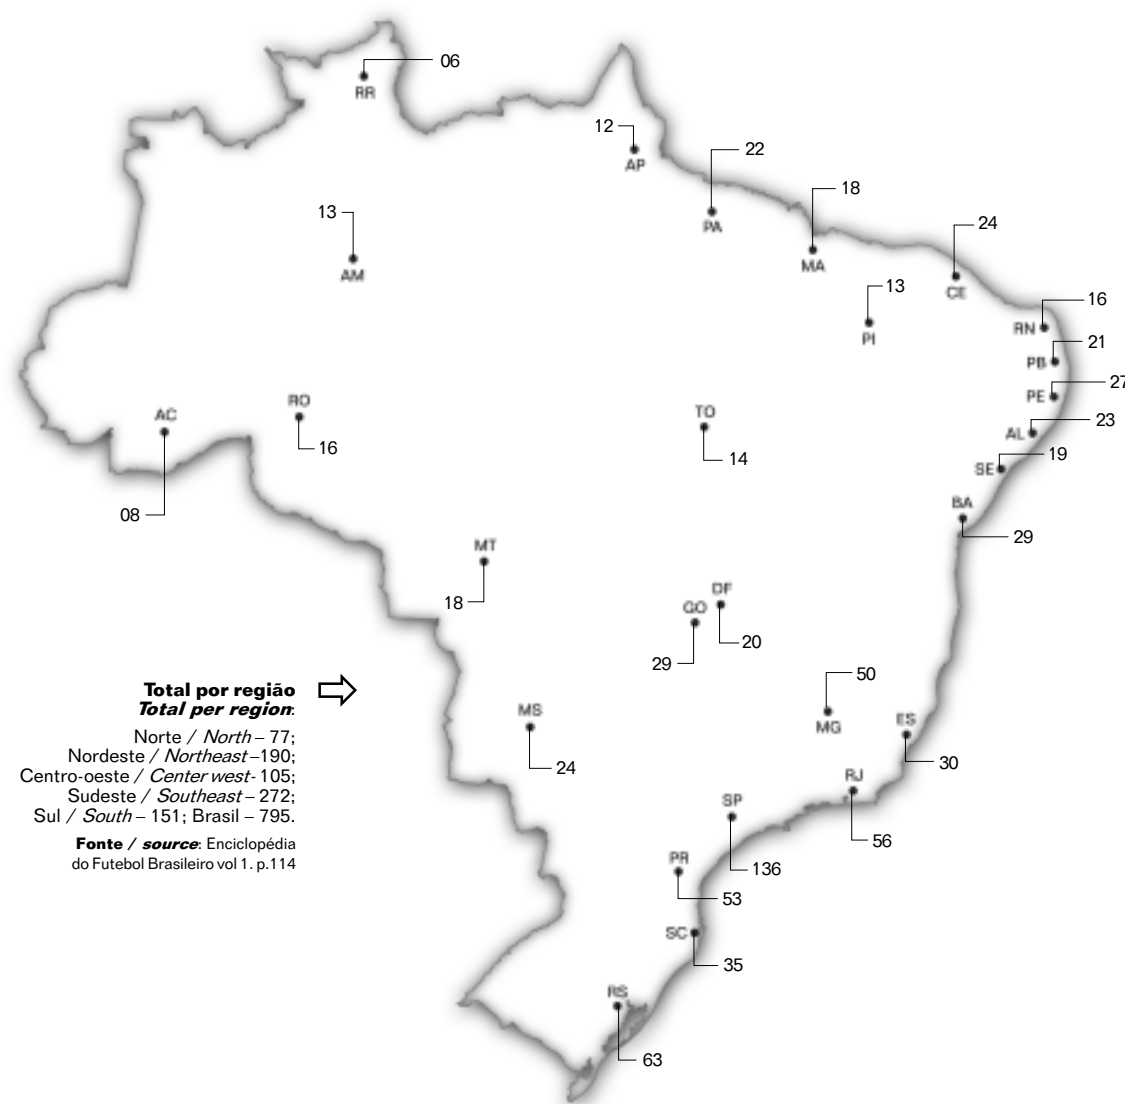 06
RR
12
AP
22
PA
18
MA
13
AM
24
CE
13
PI
16
RN
21
PB
27
PE
23
AL
19
SE
BA
29
AC
08
RO
16
TO
14
MT
18
DF
20
GO
29
50
MG
ES
30
MS
24
RJ
56
SP
136
PR
53
SC
35
RS
63
Total por região
Total per region:
Norte / North – 77;
Nordeste / Northeast –190;
Centro-oeste / Center west- 105;
Sudeste / Southeast – 272;
Sul / South – 151; Brasil – 795.
Fonte / source: Enciclopédia
do Futebol Brasileiro vol 1. p.114